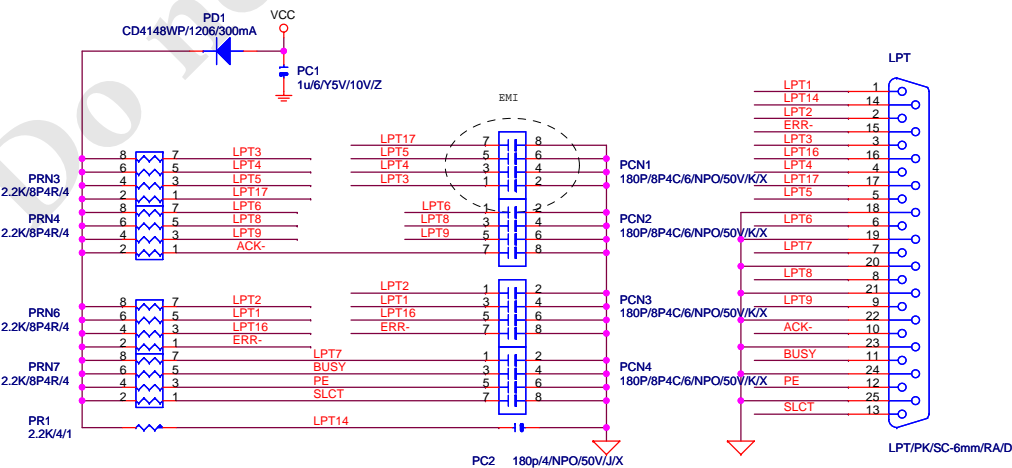 Do n
PD1
VCC
CD4148WP/1206/300mA
PC1
1u/6/Y5V/10V/Z
EMI
LPT
8 7 LPT3
6 5 LPT4
4 3 LPT5
2 1 LPT17
PRN3
2.2K/8P4R/4
8 7 LPT6
6 5 LPT8
4 3 LPT9
2 1 ACK-
PRN4
2.2K/8P4R/4
LPT17 7 8
LPT5 5 6
LPT4 3 4
LPT3 1 2
PCN1
180P/8P4C/6/NPO/50V/K/X
LPT6 1 2
LPT8 3 4
LPT9 5 6
7 8
PCN2
180P/8P4C/6/NPO/50V/K/X
8 7 LPT2
6 5 LPT1
4 3 LPT16
2 1 ERR-
PRN6
2.2K/8P4R/4
LPT2 1 2
LPT1 3 4
LPT16 5 6
ERR- 7 8
PCN3
180P/8P4C/6/NPO/50V/K/X
8 7 LPT7 1 2
6 5 BUSY 3 4
4 3 PE 5 6
2 1 SLCT 7 8
PRN7
2.2K/8P4R/4
PCN4
180P/8P4C/6/NPO/50V/K/X
PR1
2.2K/4/1
LPT14
PC2 180p/4/NPO/50V/J/X
LPT1 1
LPT14 14
LPT2 2
ERR- 15
LPT3 3
LPT16 16
LPT4 4
LPT17 17
LPT5 5
18
LPT6 6
19
LPT7 7
20
LPT8 8
21
LPT9 9
22
ACK- 10
23
BUSY 11
24
PE 12
25
SLCT 13
LPT/PK/SC-6mm/RA/D